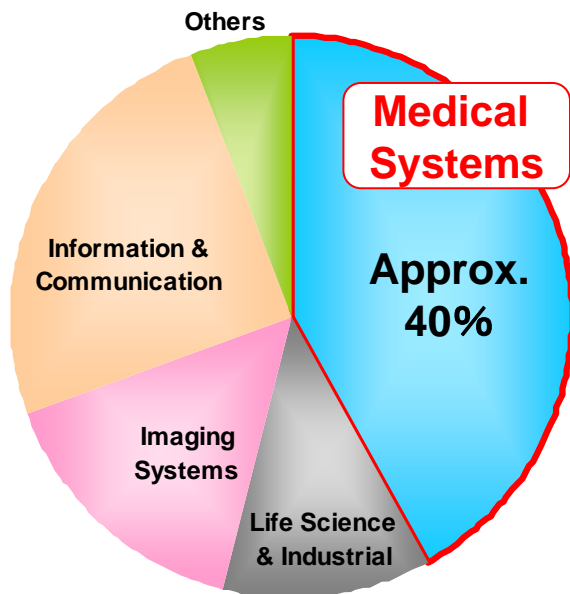 Others
Medical
Systems
Information &
Communication
Approx.
40%
Imaging
Systems
Life Science
& Industrial